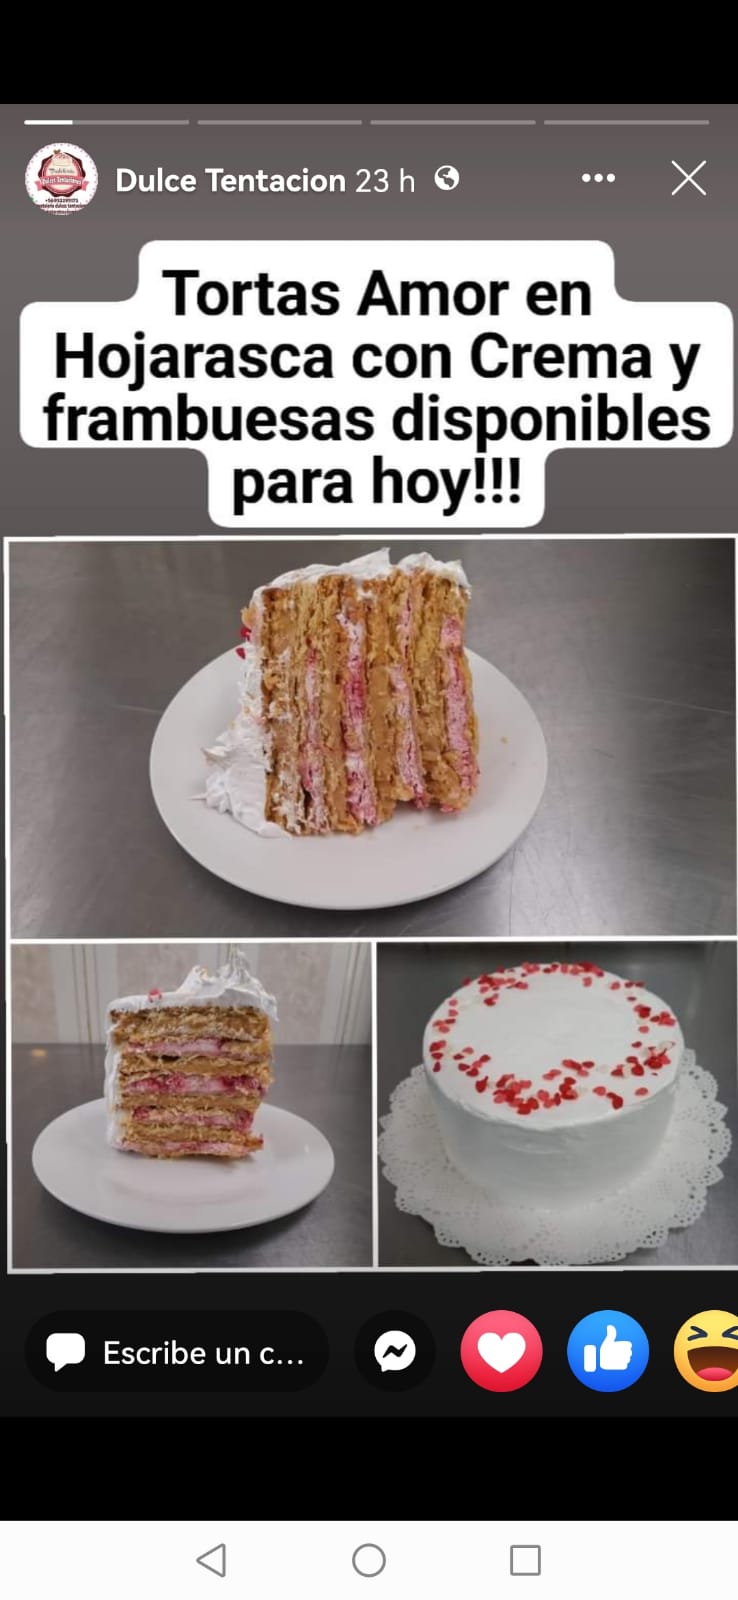 Dulce Tentacion 23 h
Tortas Amor en
Hojarasca con Crema y
frambuesas disponibles
para hoy!!!
Escribe un c...